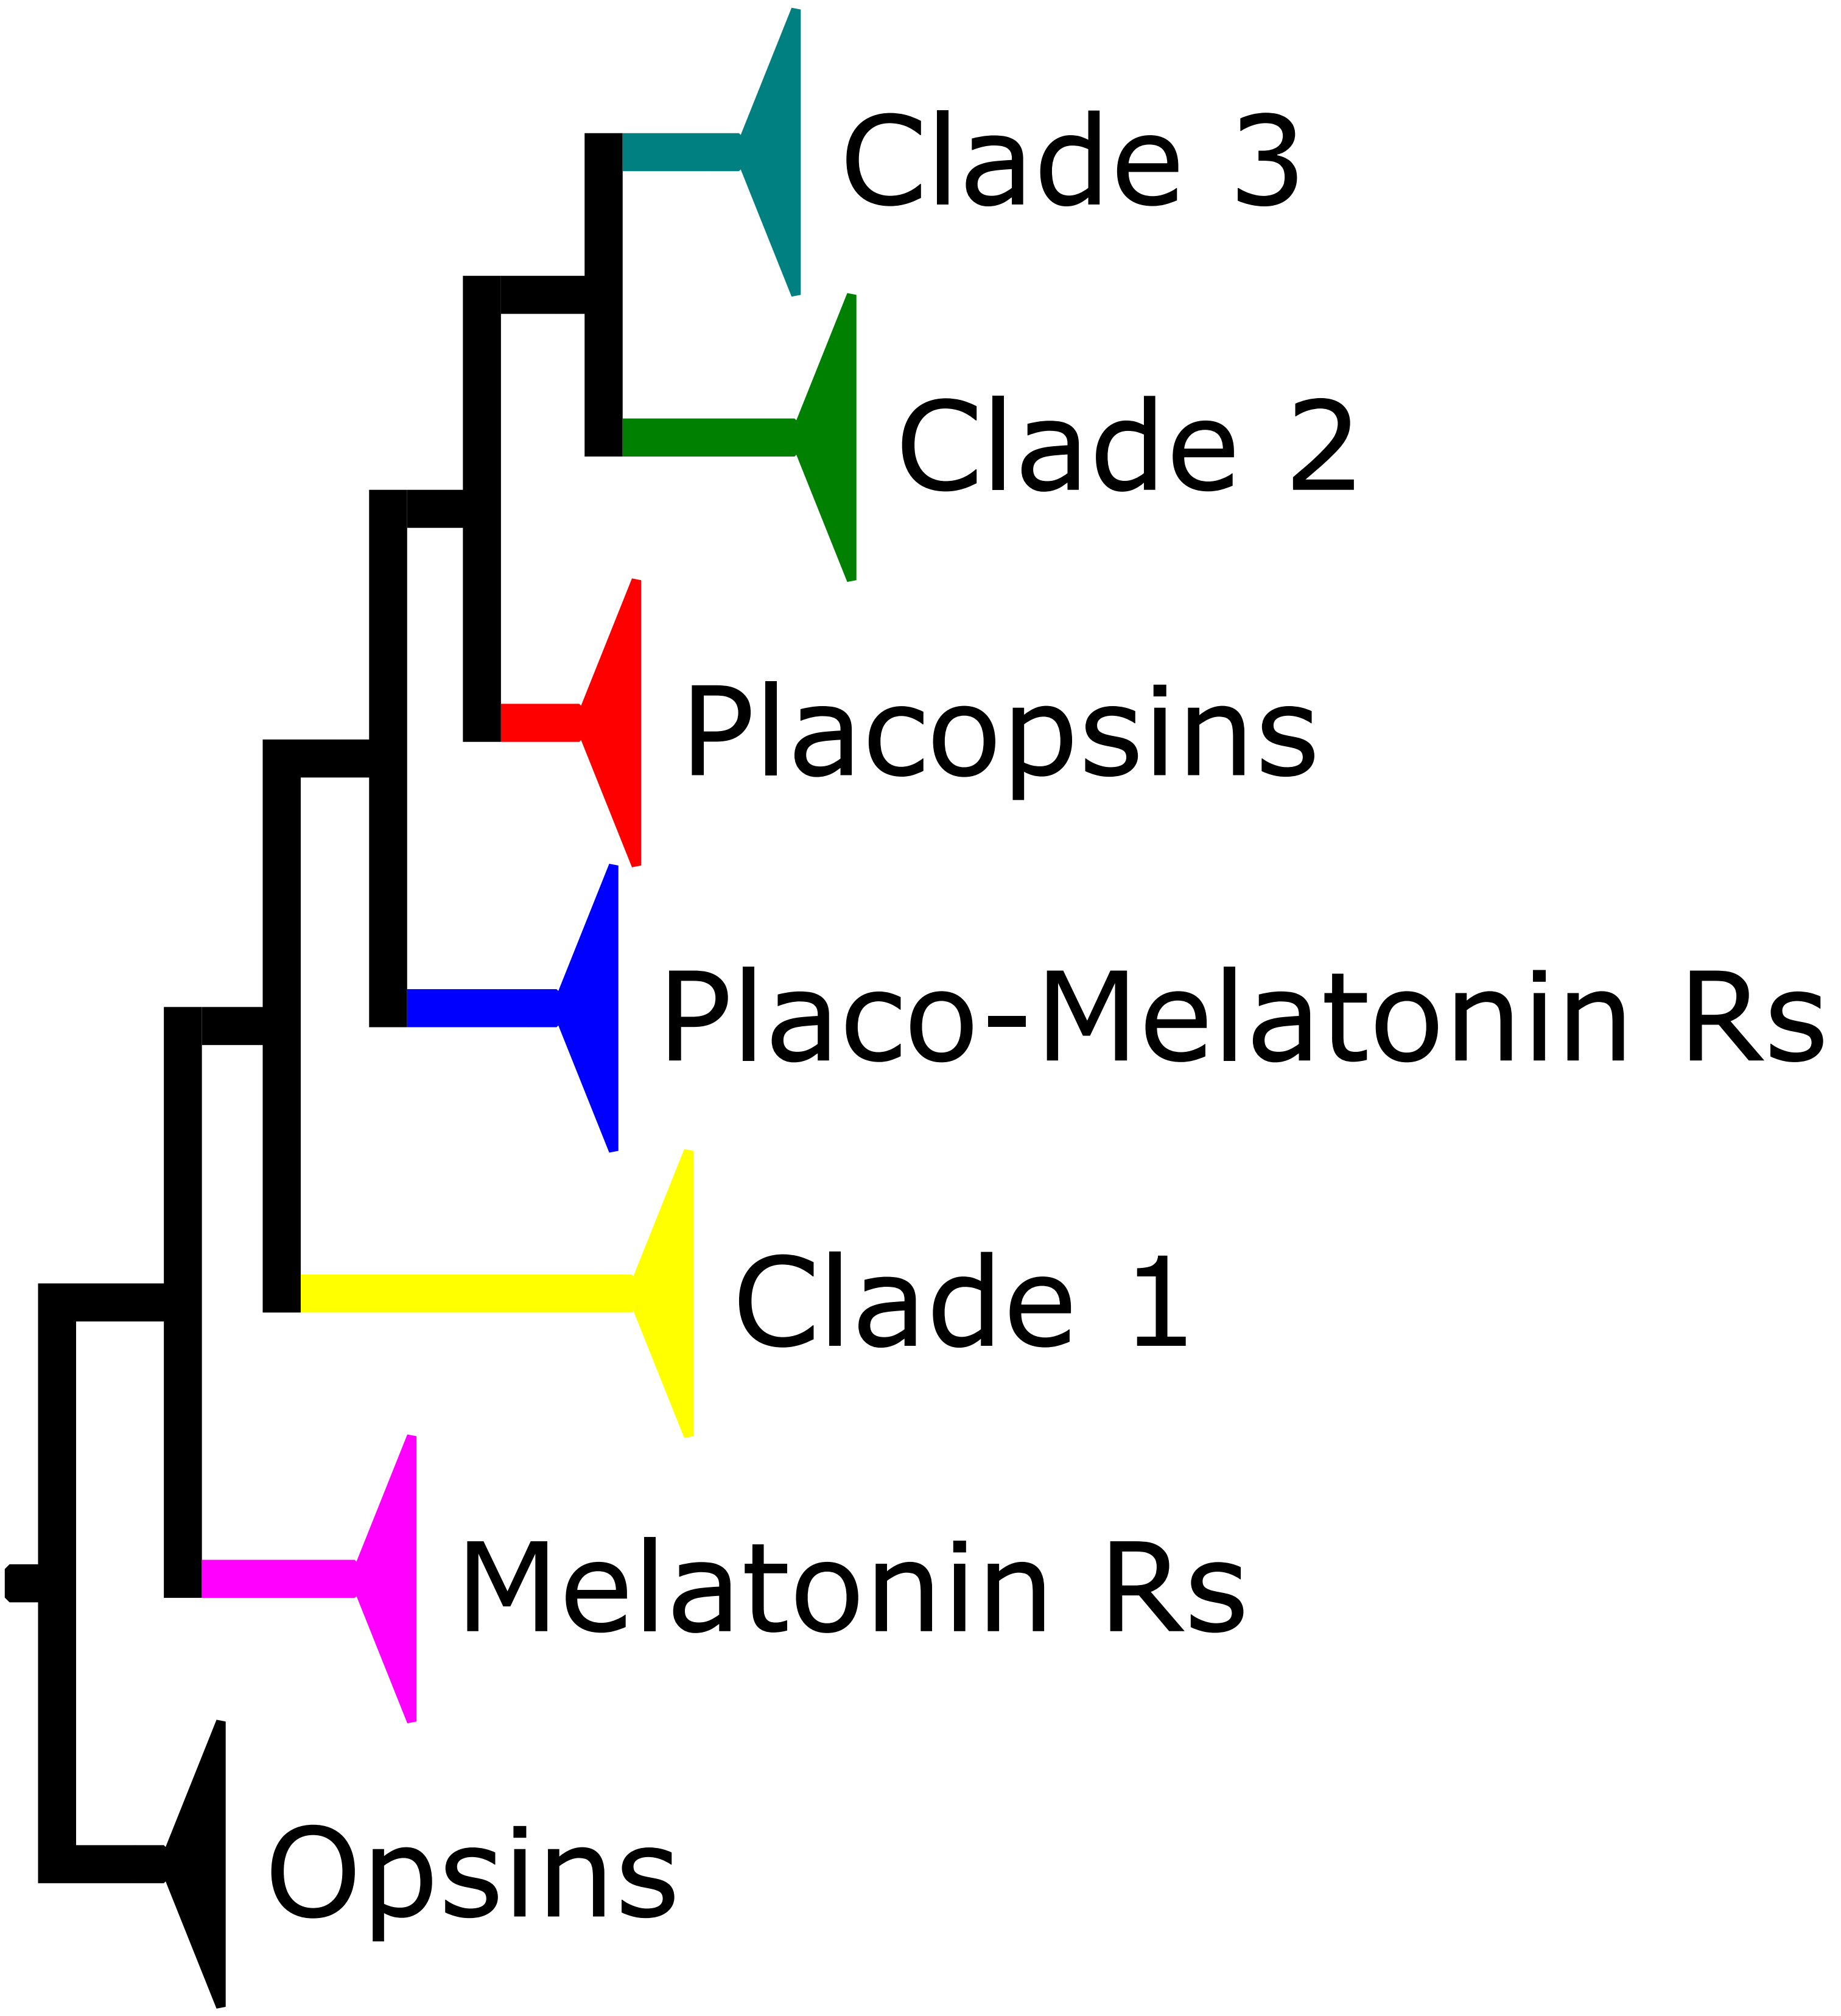 Clade 3
Clade 2
Placopsins
Placo-Melatonin Rs
Clade 1
Melatonin Rs
Opsins